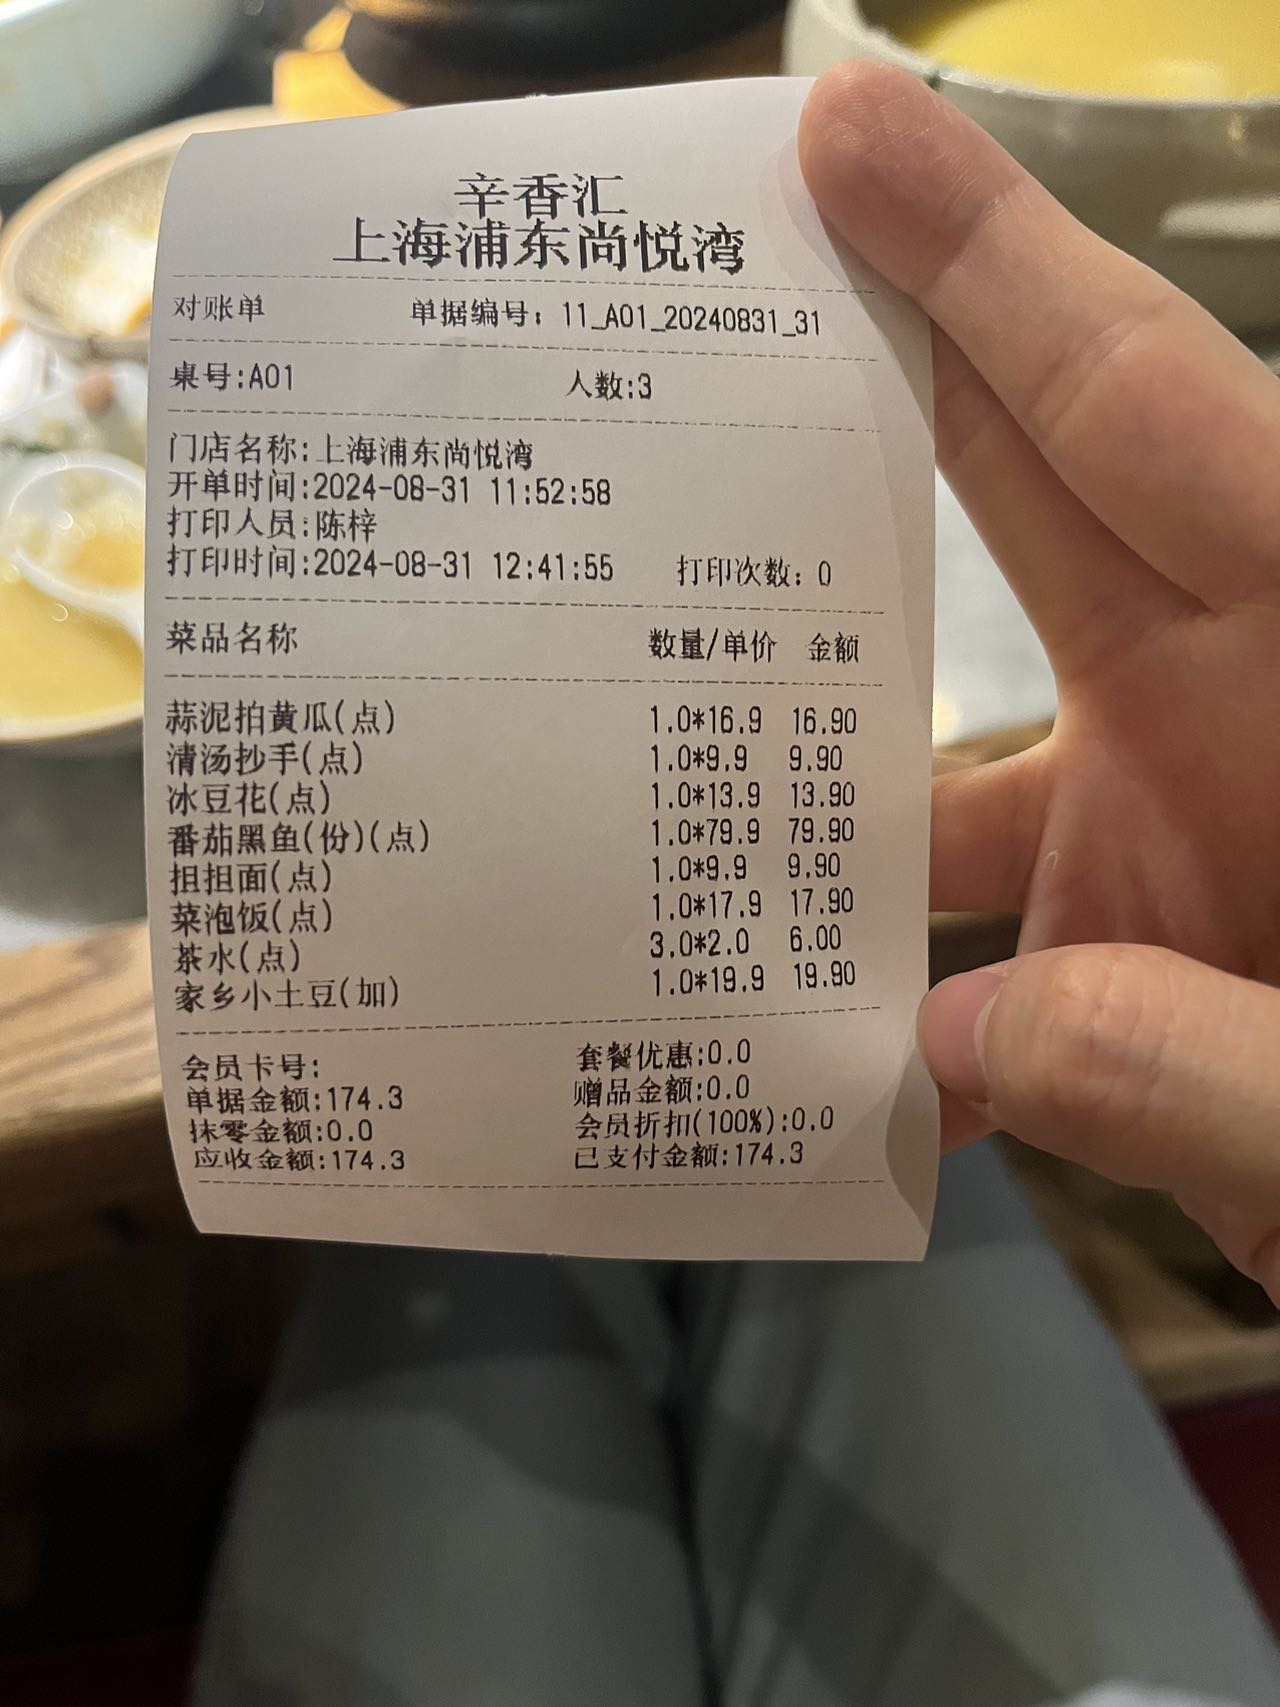 辛香汇
上海浦东尚悦湾
对账单 单据编号：11_A01_20240831_31
桌号:A01 人数:3
门店名称:上海浦东尚悦湾
开单时间:2024-08-31 11:52:58
打印人员:陈梓
打印时间:2024-08-31 12:41:55 打印次数：0
菜品名称 数量/单价 金额
蒜泥拍黄瓜(点) 1.0*16.9 16.90
清汤抄手(点) 1.0*9.9 9.90
冰豆花(点) 1.0*13.9 13.90
番茄黑鱼(份)(点) 1.0*79.9 79.90
担担面(点) 1.0*9.9 9.90
菜泡饭(点) 1.0*17.9 17.90
茶水(点) 3.0*2.0 6.00
家乡小土豆(加) 1.0*19.9 19.90
会员卡号: 套餐优惠:0.0
单据金额:174.3 赠品金额:0.0
抹零金额:0.0 会员折扣(100%):0.0
应收金额:174.3 已支付金额:174.3